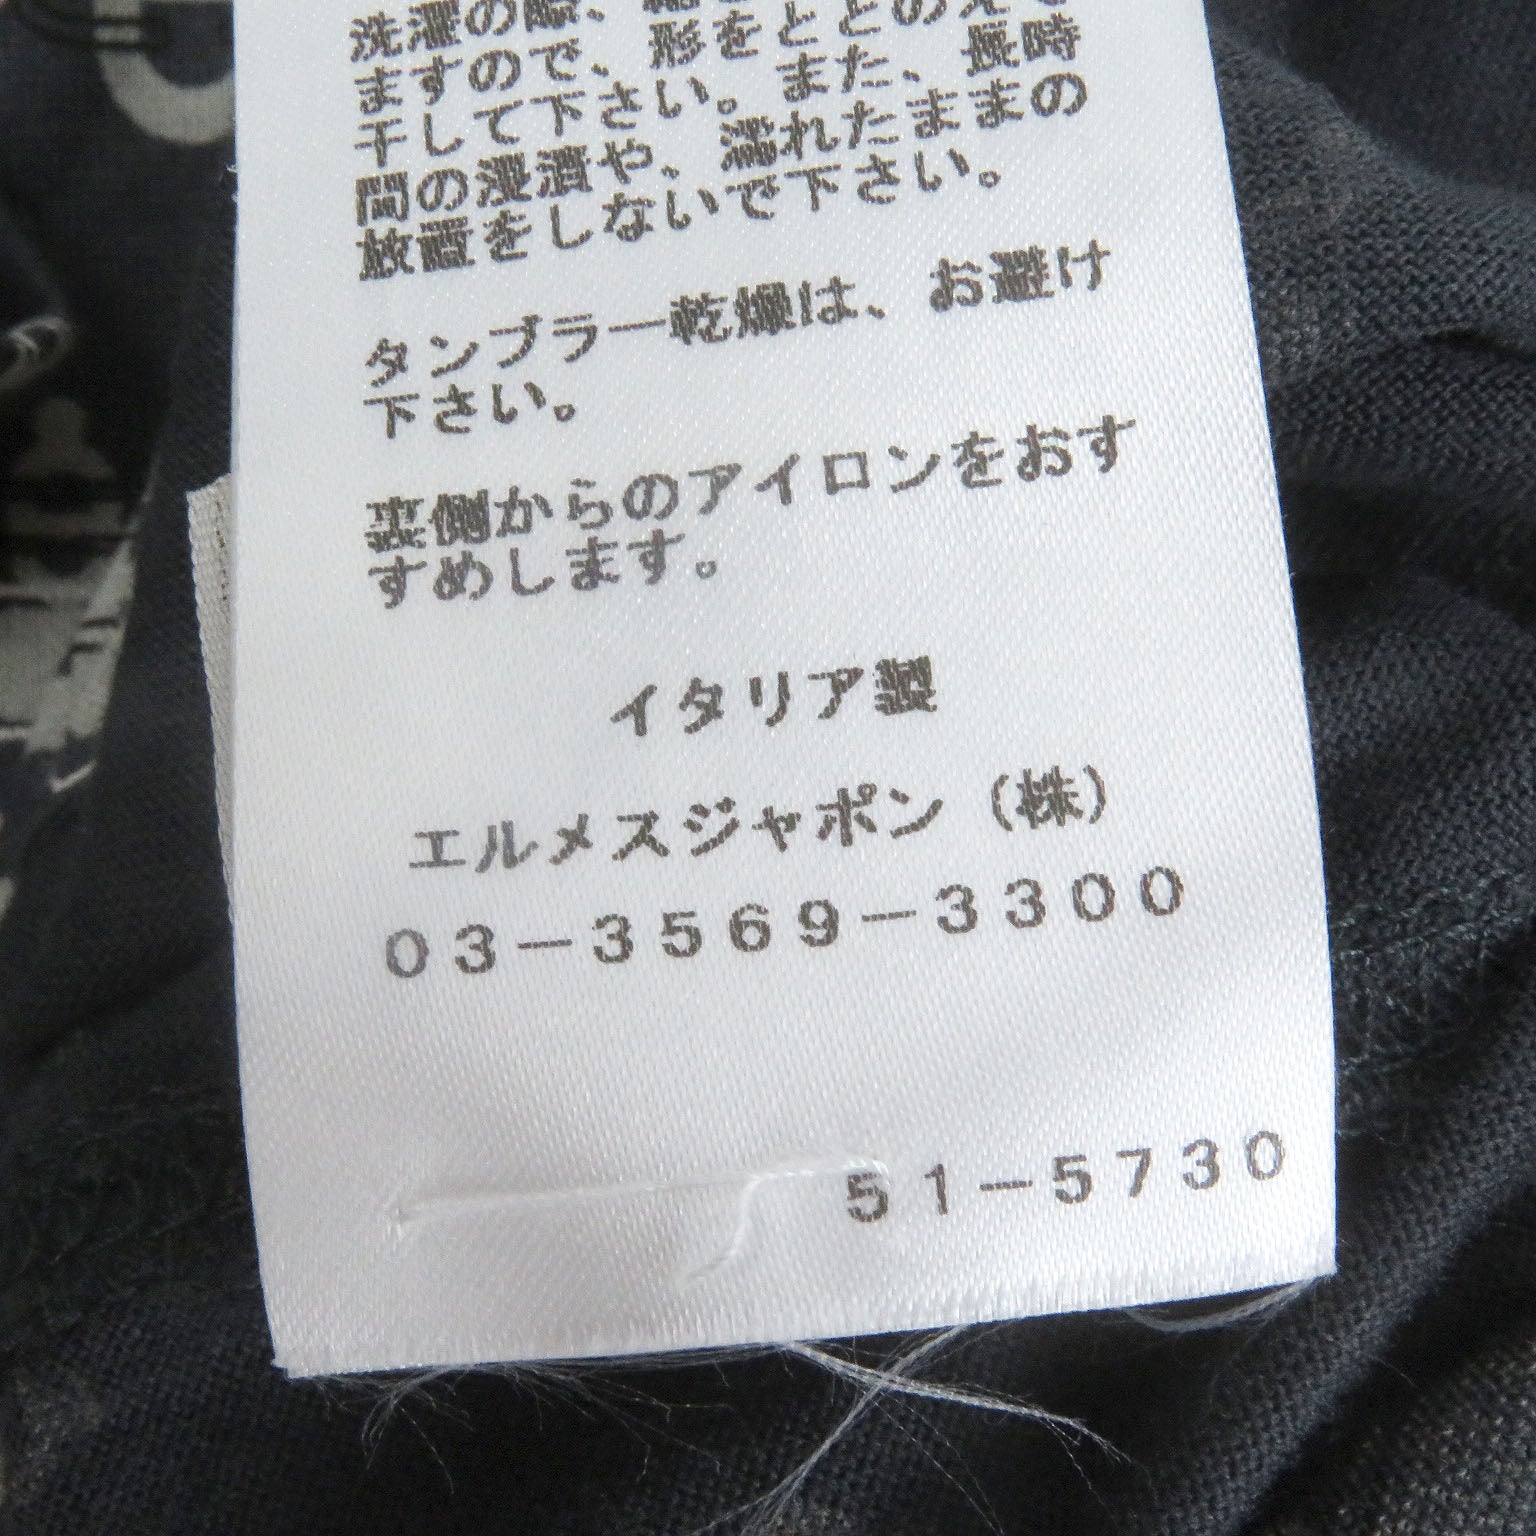 洗濯の際、
ますので、形をととのえて
干して下さい。また、長時
間の浸漬や、濡れたままの
放置をしないで下さい。
タンブラー乾燥は、お避け
下さい。
裏側からのアイロンをおす
すめします。
イタリア製
エルメスジャポン（株）
03-3569-3300
51-5730